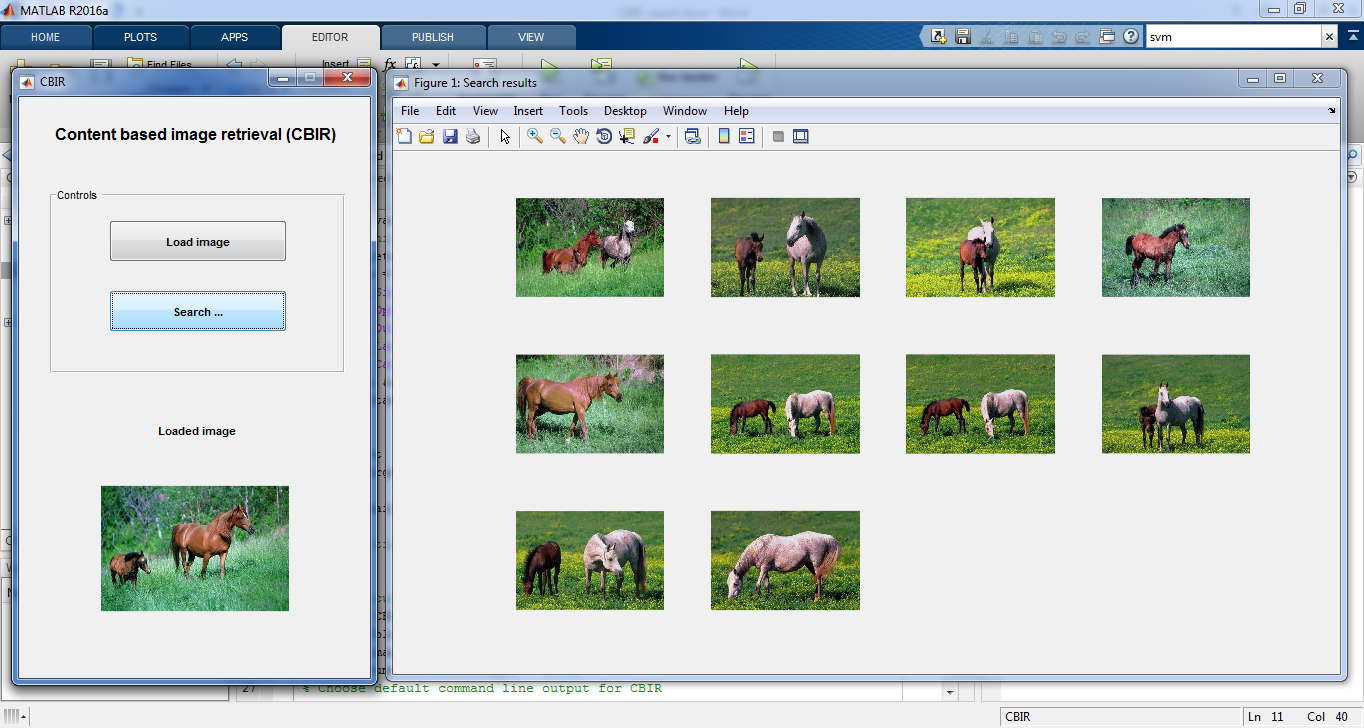 MATLAB R2016a
HOME PLOTS APPS EDITOR PUBLISH VIEW
svm
Find Files
Insert
fx
CBIR
Content based image retrieval (CBIR)
Controls
Load image
Search ...
Loaded image
Figure 1: Search results
File Edit View Insert Tools Desktop Window Help
27 % Choose default command line output for CBIR
CBIR
Ln 11 Col 40